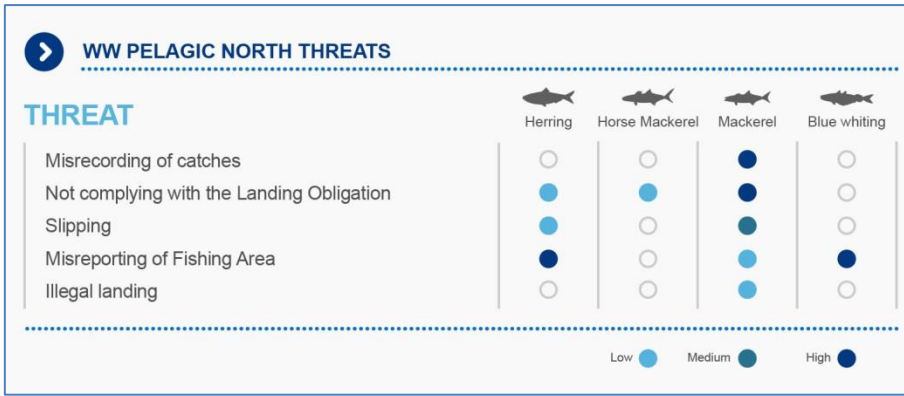 WW PELAGIC NORTH THREATS
THREAT
Herring Horse Mackerel Mackerel Blue whiting
Misrecording of catches
Not complying with the Landing Obligation
Slipping
Misreporting of Fishing Area
Illegal landing
Low Medium High